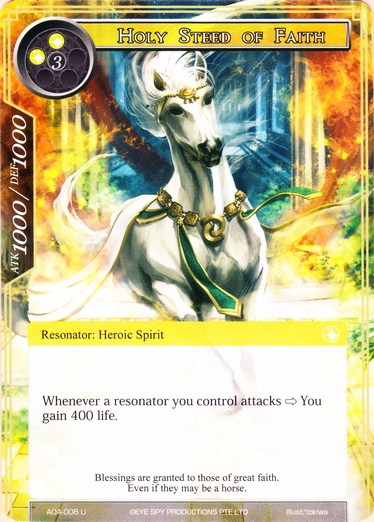 HOLY STEED OF FAITH
3
ATK 1000 / DEF 1000
Resonator: Heroic Spirit
Whenever a resonator you control attacks ⇨ You
gain 400 life.
Blessings are granted to those of great faith.
Even if they may be a horse.
AOA-008 U ©EYE SPY PRODUCTIONS PTE LTD Illust/tokiwa